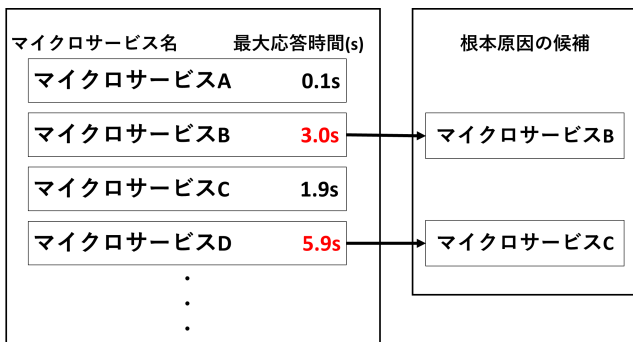 マイクロサービス名 最大応答時間(s)
マイクロサービスA 0.1s
マイクロサービスB 3.0s
マイクロサービスC 1.9s
マイクロサービスD 5.9s
根本原因の候補
マイクロサービスB
マイクロサービスC